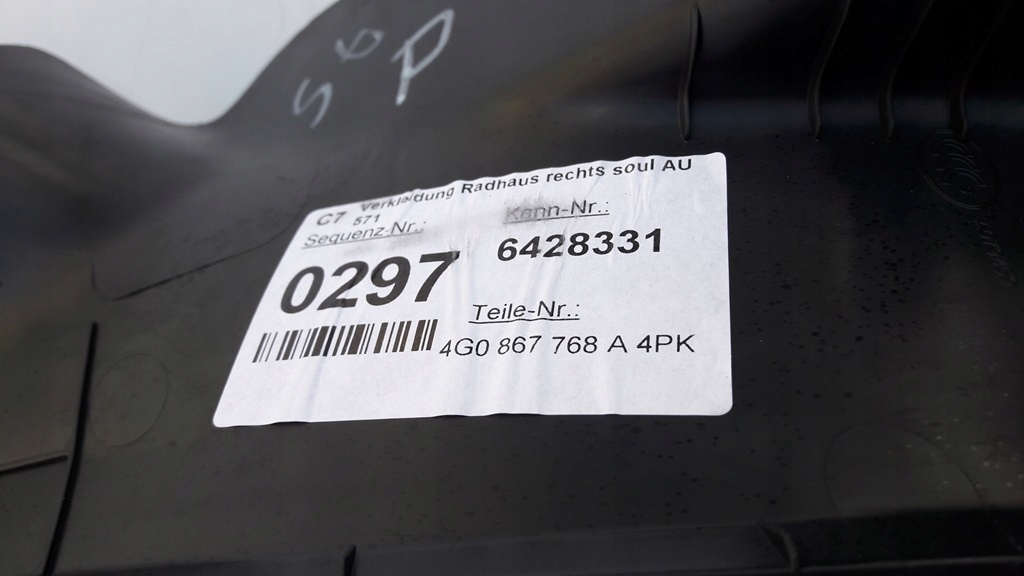 S6 P
C7 Verkleidung Radhaus rechts soul AU
571
Sequenz-Nr.: Kenn-Nr.:
0297 6428331
Teile-Nr.:
4G0 867 768 A 4PK